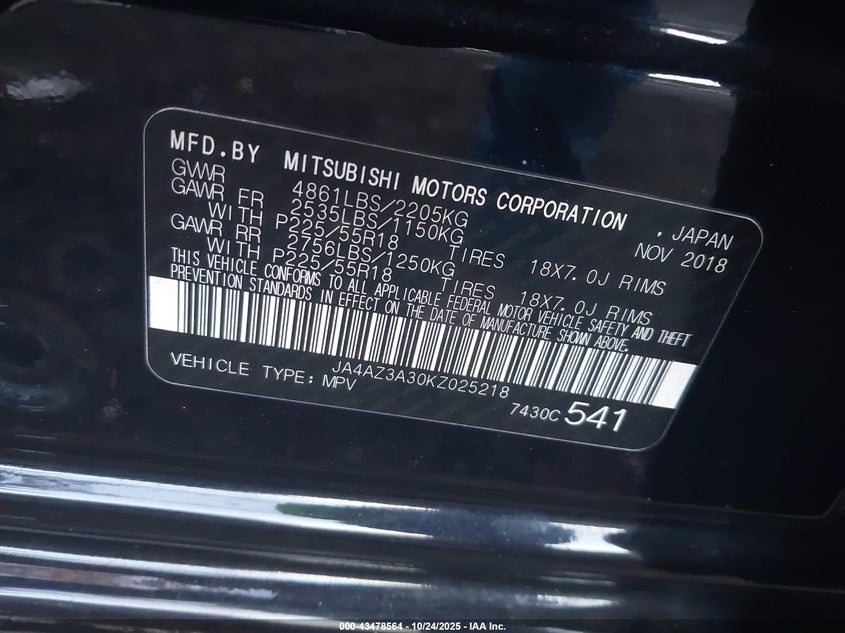 MFD.BY MITSUBISHI MOTORS CORPORATION , JAPAN
GVWR 4861LBS/2205KG NOV 2018
GAWR FR 2535LBS/1150KG
WITH P225/55R18 TIRES 18X7.0J RIMS
GAWR RR 2756LBS/1250KG
WITH P225/55R18 TIRES 18X7.0J RIMS
THIS VEHICLE CONFORMS TO ALL APPLICABLE FEDERAL MOTOR VEHICLE SAFETY AND THEFT
PREVENTION STANDARDS IN EFFECT ON THE DATE OF MANUFACTURE SHOWN ABOVE.
JA4AZ3A30KZ025218
VEHICLE TYPE: MPV 7430C 541
000-43478564 - 10/24/2025 - IAA Inc.